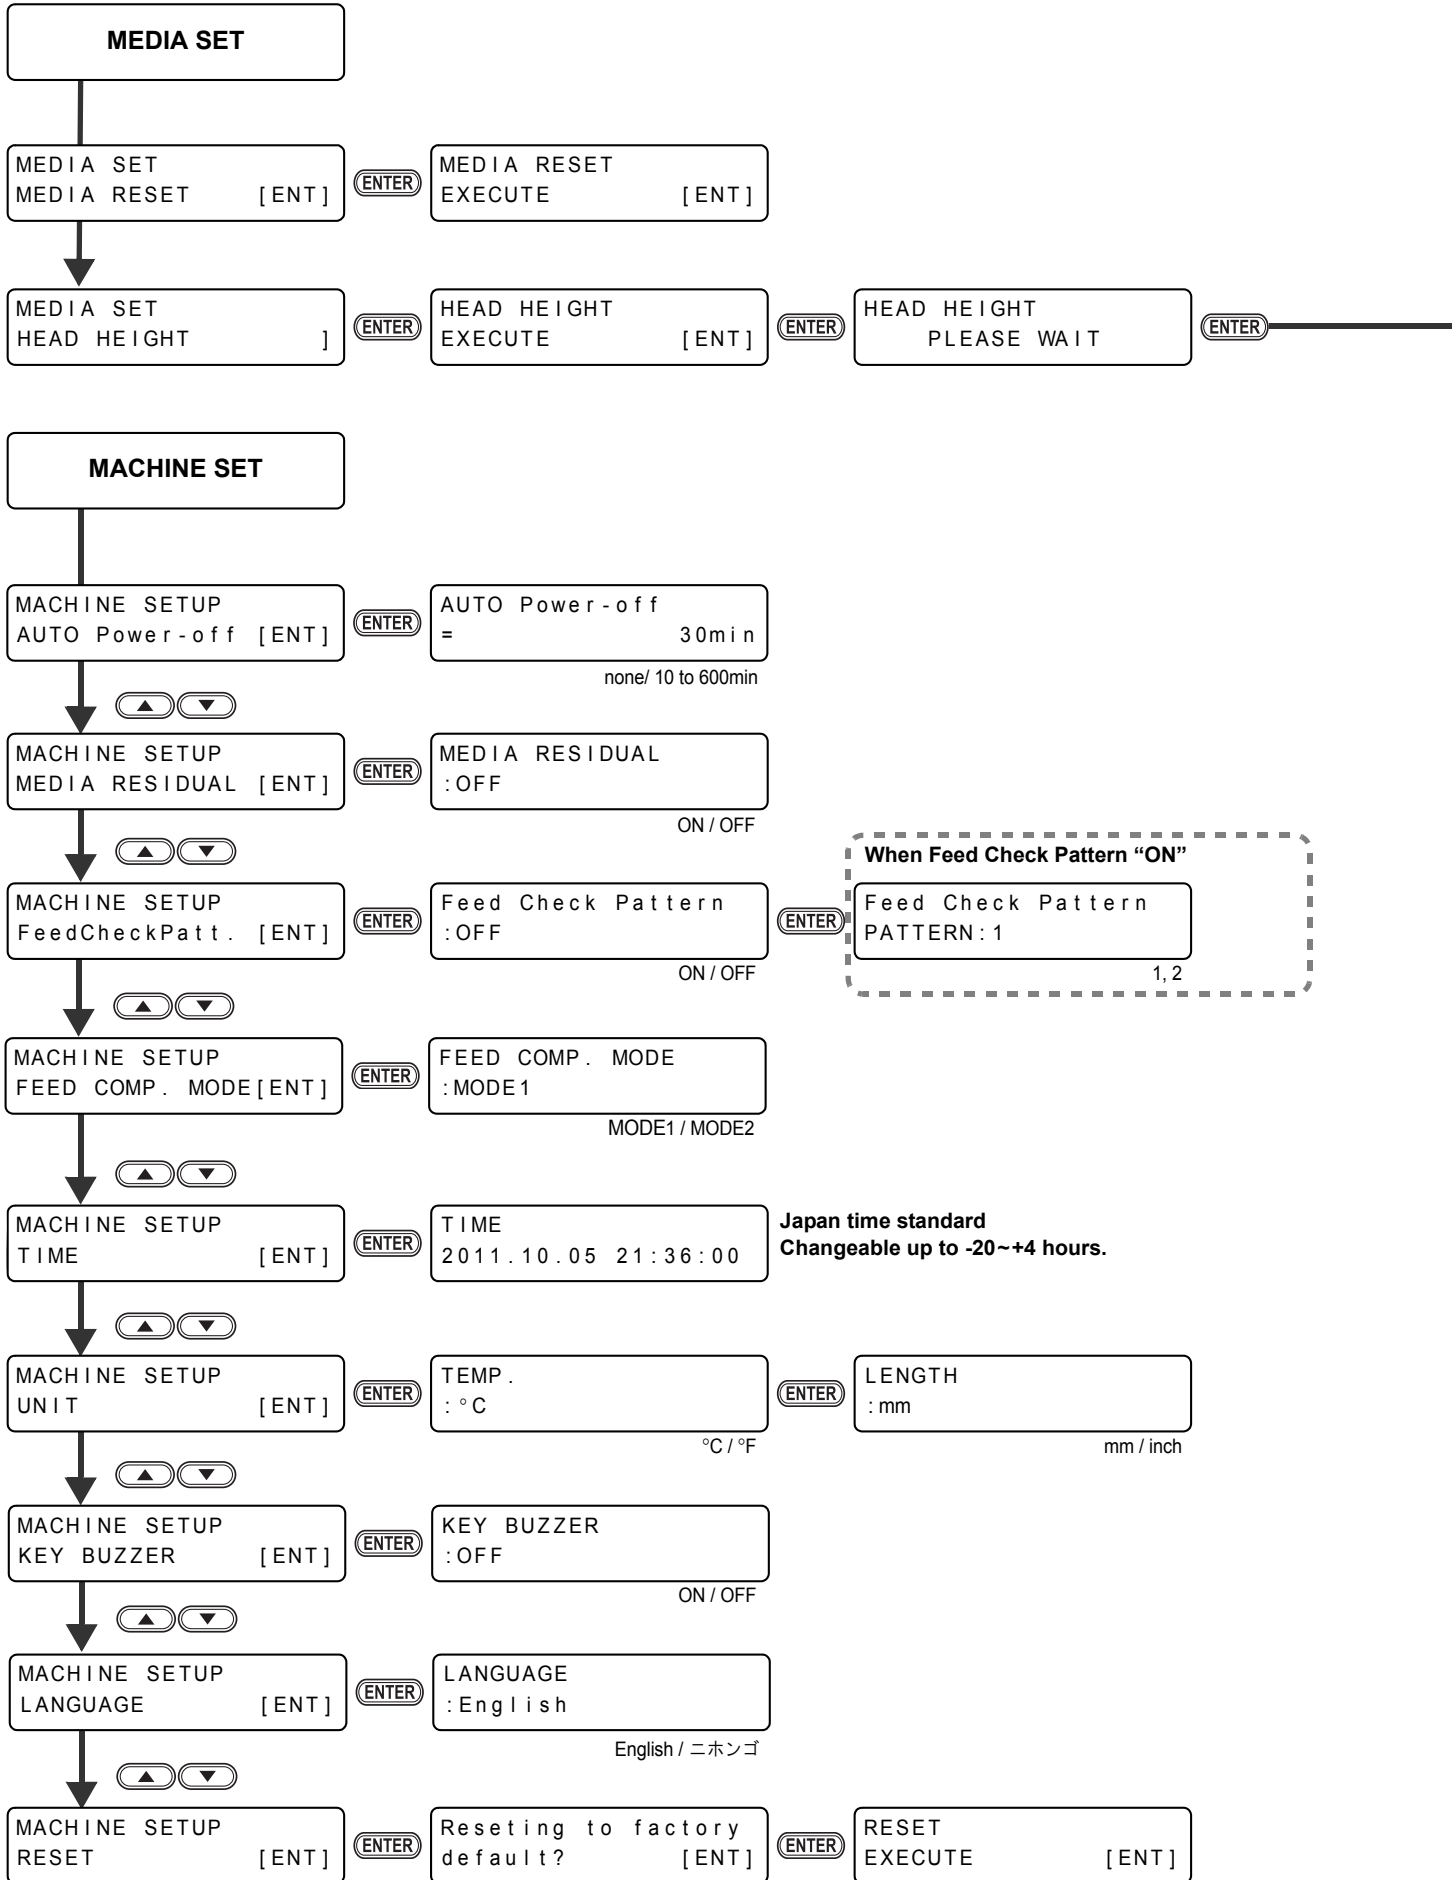 MEDIA SET
MEDIA SET
MEDIA RESET [ENT]
ENTER
MEDIA RESET
EXECUTE [ENT]
MEDIA SET
HEAD HEIGHT ]
ENTER
HEAD HEIGHT
EXECUTE [ENT]
ENTER
HEAD HEIGHT
PLEASE WAIT
ENTER
MACHINE SET
MACHINE SETUP
AUTO Power-off [ENT]
ENTER
AUTO Power-off
= 30min
none/ 10 to 600min
MACHINE SETUP
MEDIA RESIDUAL [ENT]
ENTER
MEDIA RESIDUAL
:OFF
ON / OFF
MACHINE SETUP
FeedCheckPatt. [ENT]
ENTER
Feed Check Pattern
:OFF
ON / OFF
ENTER
When Feed Check Pattern “ON”
Feed Check Pattern
PATTERN:1
1, 2
MACHINE SETUP
FEED COMP. MODE[ENT]
ENTER
FEED COMP. MODE
:MODE1
MODE1 / MODE2
MACHINE SETUP
TIME [ENT]
ENTER
TIME
2011.10.05 21:36:00
Japan time standard
Changeable up to -20~+4 hours.
MACHINE SETUP
UNIT [ENT]
ENTER
TEMP.
:°C
°C / °F
ENTER
LENGTH
:mm
mm / inch
MACHINE SETUP
KEY BUZZER [ENT]
ENTER
KEY BUZZER
:OFF
ON / OFF
MACHINE SETUP
LANGUAGE [ENT]
ENTER
LANGUAGE
:English
English / ニホンゴ
MACHINE SETUP
RESET [ENT]
ENTER
Reseting to factory
default? [ENT]
ENTER
RESET
EXECUTE [ENT]